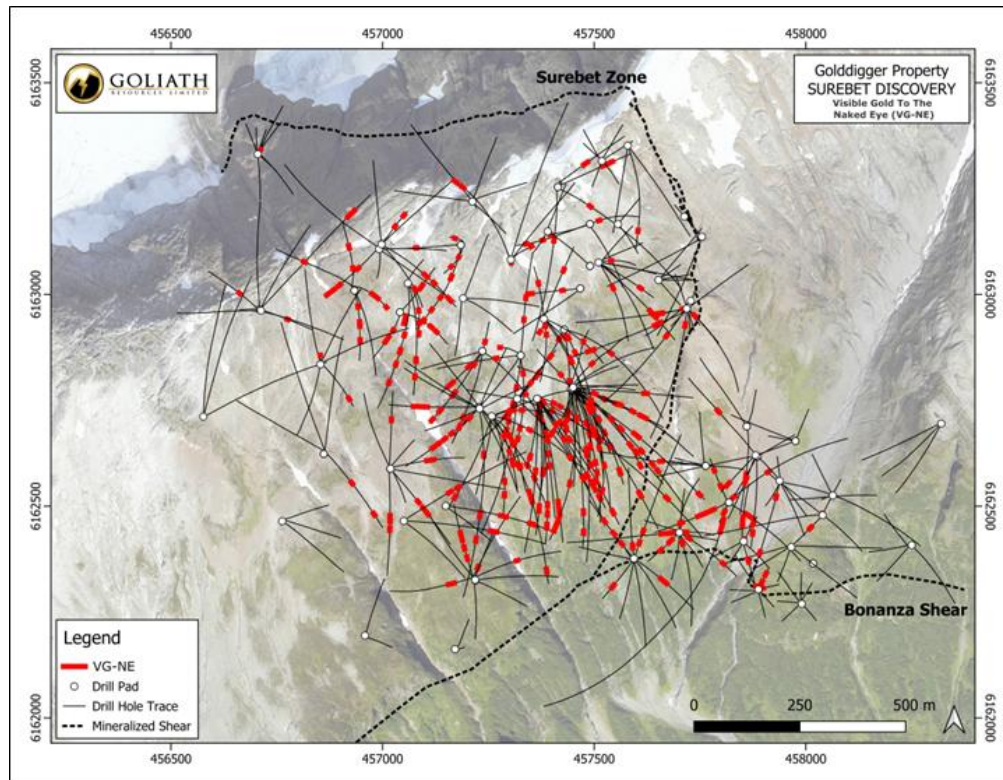 456500 457000 457500 458000
GOLIATH
RESOURCES LIMITED
Surebet Zone
Golddigger Property
SUREBET DISCOVERY
Visible Gold To The
Naked Eye (VG-NE)
6163500
6163500
6163000
6163000
6162500
6162500
Bonanza Shear
Legend
VG-NE
Drill Pad
Drill Hole Trace
Mineralized Shear
0 250 500 m
6162000
6162000
456500 457000 457500 458000